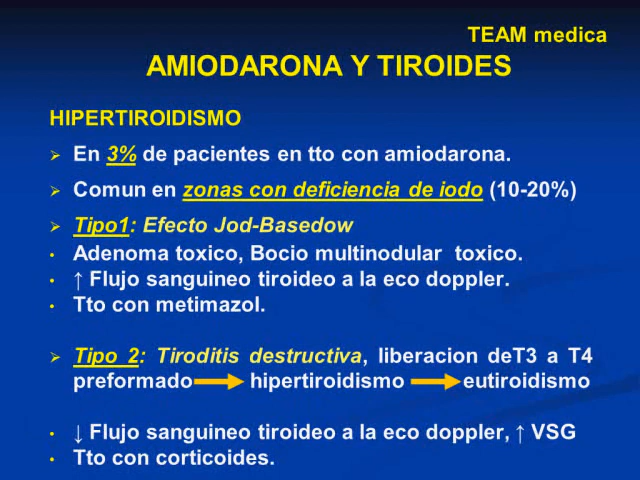 TEAM medica
AMIODARONA Y TIROIDES
HIPERTIROIDISMO
➢ En 3% de pacientes en tto con amiodarona.
➢ Comun en zonas con deficiencia de iodo (10-20%)
➢ Tipo1: Efecto Jod-Basedow
• Adenoma toxico, Bocio multinodular toxico.
• ↑ Flujo sanguineo tiroideo a la eco doppler.
• Tto con metimazol.
➢ Tipo 2: Tiroditis destructiva, liberacion deT3 a T4
preformado → hipertiroidismo → eutiroidismo
• ↓ Flujo sanguineo tiroideo a la eco doppler, ↑ VSG
• Tto con corticoides.